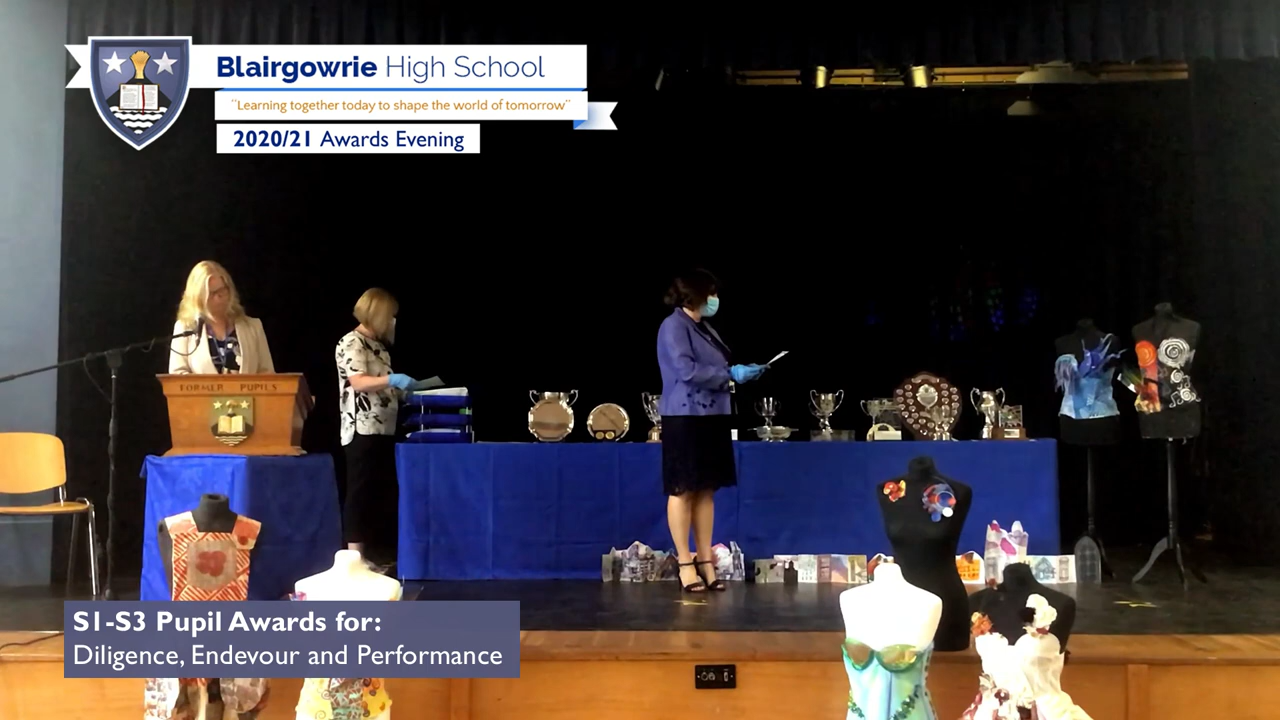 Blairgowrie High School
"Learning together today to shape the world of tomorrow"
2020/21 Awards Evening
FORMER PUPILS
S1-S3 Pupil Awards for:
Diligence, Endevour and Performance